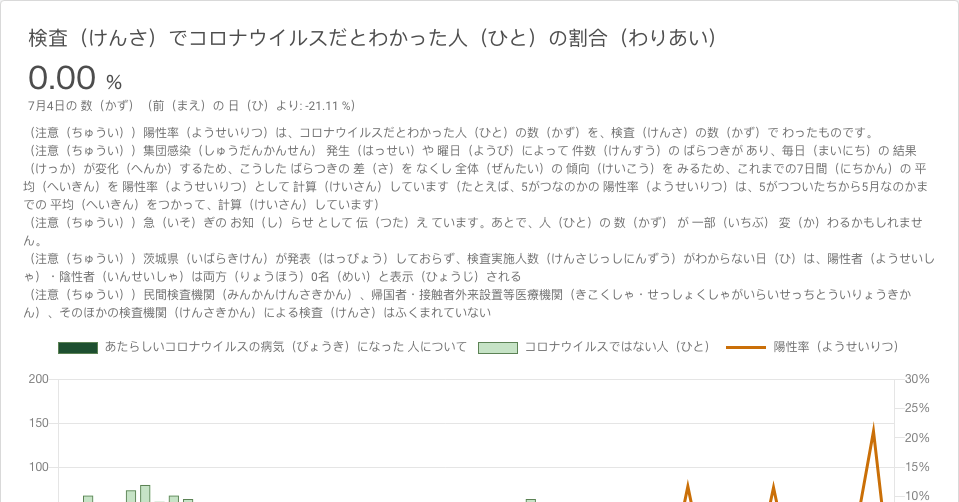 検査（けんさ）でコロナウイルスだとわかった人（ひと）の割合（わりあい）
0.00 %
7月4日の 数（かず）（前（まえ）の 日（ひ）より: -21.11 %）
（注意（ちゅうい））陽性率（ようせいりつ）は、コロナウイルスだとわかった人（ひと）の数（かず）を、検査（けんさ）の数（かず）で わったものです。
（注意（ちゅうい））集団感染（しゅうだんかんせん） 発生（はっせい）や 曜日（ようび）によって 件数（けんすう）の ばらつきが あり、毎日（まいにち）の 結果
（けっか）が変化（へんか）するため、こうした ばらつきの 差（さ）を なくし 全体（ぜんたい）の 傾向（けいこう）を みるため、これまでの7日間（にちかん）の 平
均（へいきん）を 陽性率（ようせいりつ）として 計算（けいさん）しています（たとえば、5がつなのかの 陽性率（ようせいりつ）は、5がつついたちから5月なのかま
での 平均（へいきん）をつかって、計算（けいさん）しています）
（注意（ちゅうい））急（いそ）ぎの お知（し）らせ として 伝（つた）え ています。あとで、人（ひと）の 数（かず） が 一部（いちぶ） 変（か）わるかもしれませ
ん。
（注意（ちゅうい））茨城県（いばらきけん）が発表（はっぴょう）しておらず、検査実施人数（けんさじっしにんずう）がわからない日（ひ）は、陽性者（ようせいし
ゃ）・陰性者（いんせいしゃ）は両方（りょうほう）0名（めい）と表示（ひょうじ）される
（注意（ちゅうい））民間検査機関（みんかんけんさきかん）、帰国者・接触者外来設置等医療機関（きこくしゃ・せっしょくしゃがいらいせっちとういりょうきか
ん）、そのほかの検査機関（けんさきかん）による検査（けんさ）はふくまれていない
あたらしいコロナウイルスの病気（びょうき）になった 人について コロナウイルスではない人（ひと） 陽性率（ようせいりつ）
200 30%
25%
150 20%
100 15%
10%